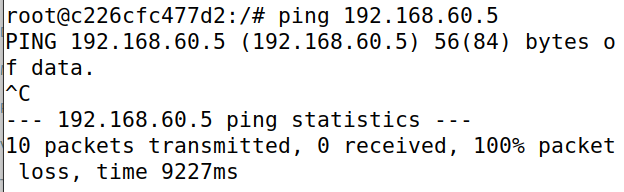 root@c226cfc477d2:/# ping 192.168.60.5
PING 192.168.60.5 (192.168.60.5) 56(84) bytes o
f data.
^C
--- 192.168.60.5 ping statistics ---
10 packets transmitted, 0 received, 100% packet
 loss, time 9227ms